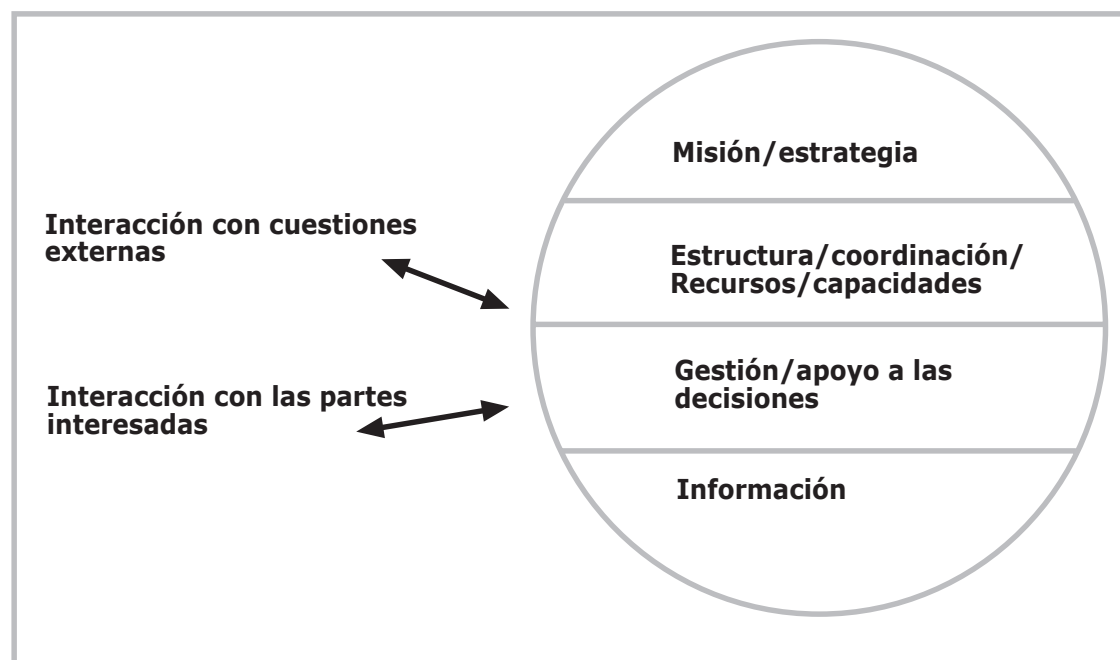 Misión/estrategia
Interacción con cuestiones
externas
Estructura/coordinación/
Recursos/capacidades
Gestión/apoyo a las
decisiones
Interacción con las partes
interesadas
Información